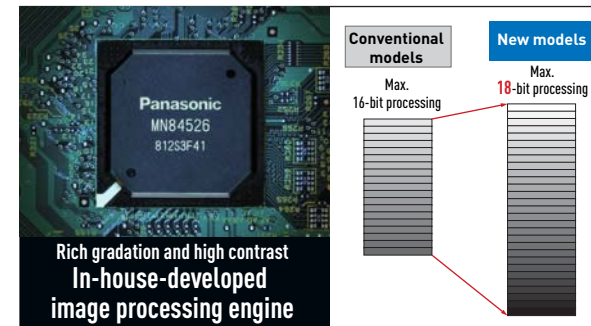 Panasonic
MN84526
812S3F41
Rich gradation and high contrast
In-house-developed
image processing engine
Conventional
models
Max.
16-bit processing
New models
Max.
18-bit processing